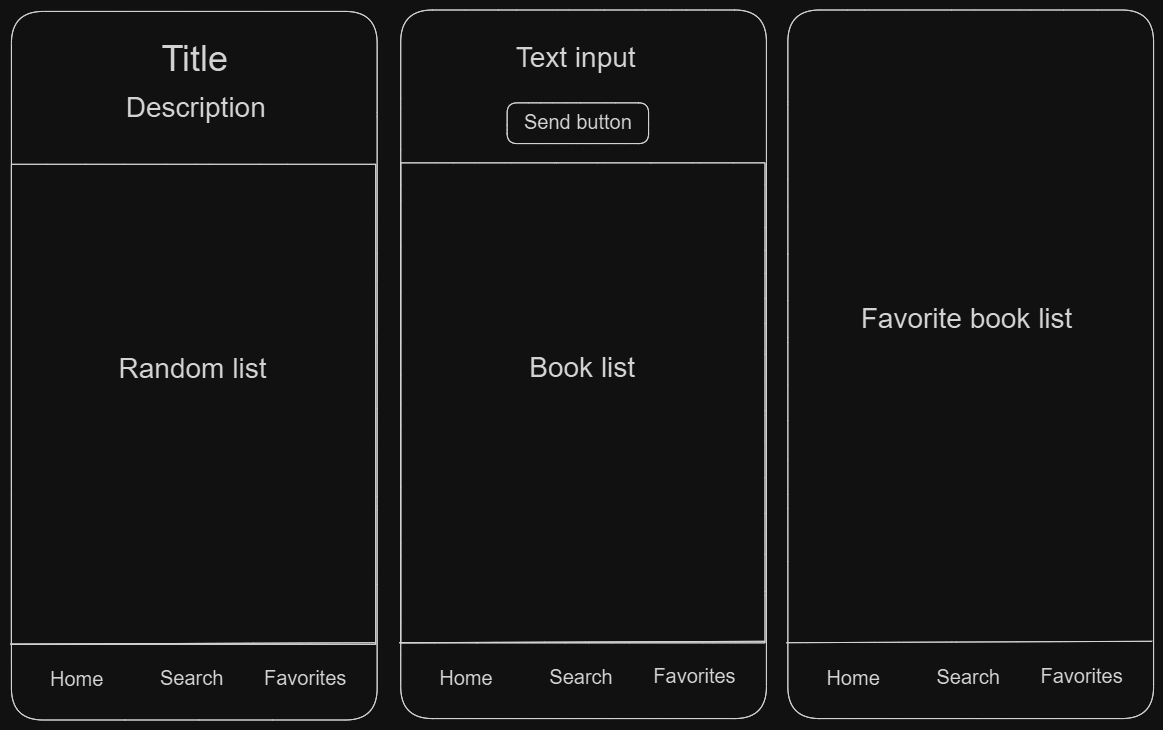 Title
Description
Random list
Home Search Favorites
Text input
Send button
Book list
Home Search Favorites
Favorite book list
Home Search Favorites